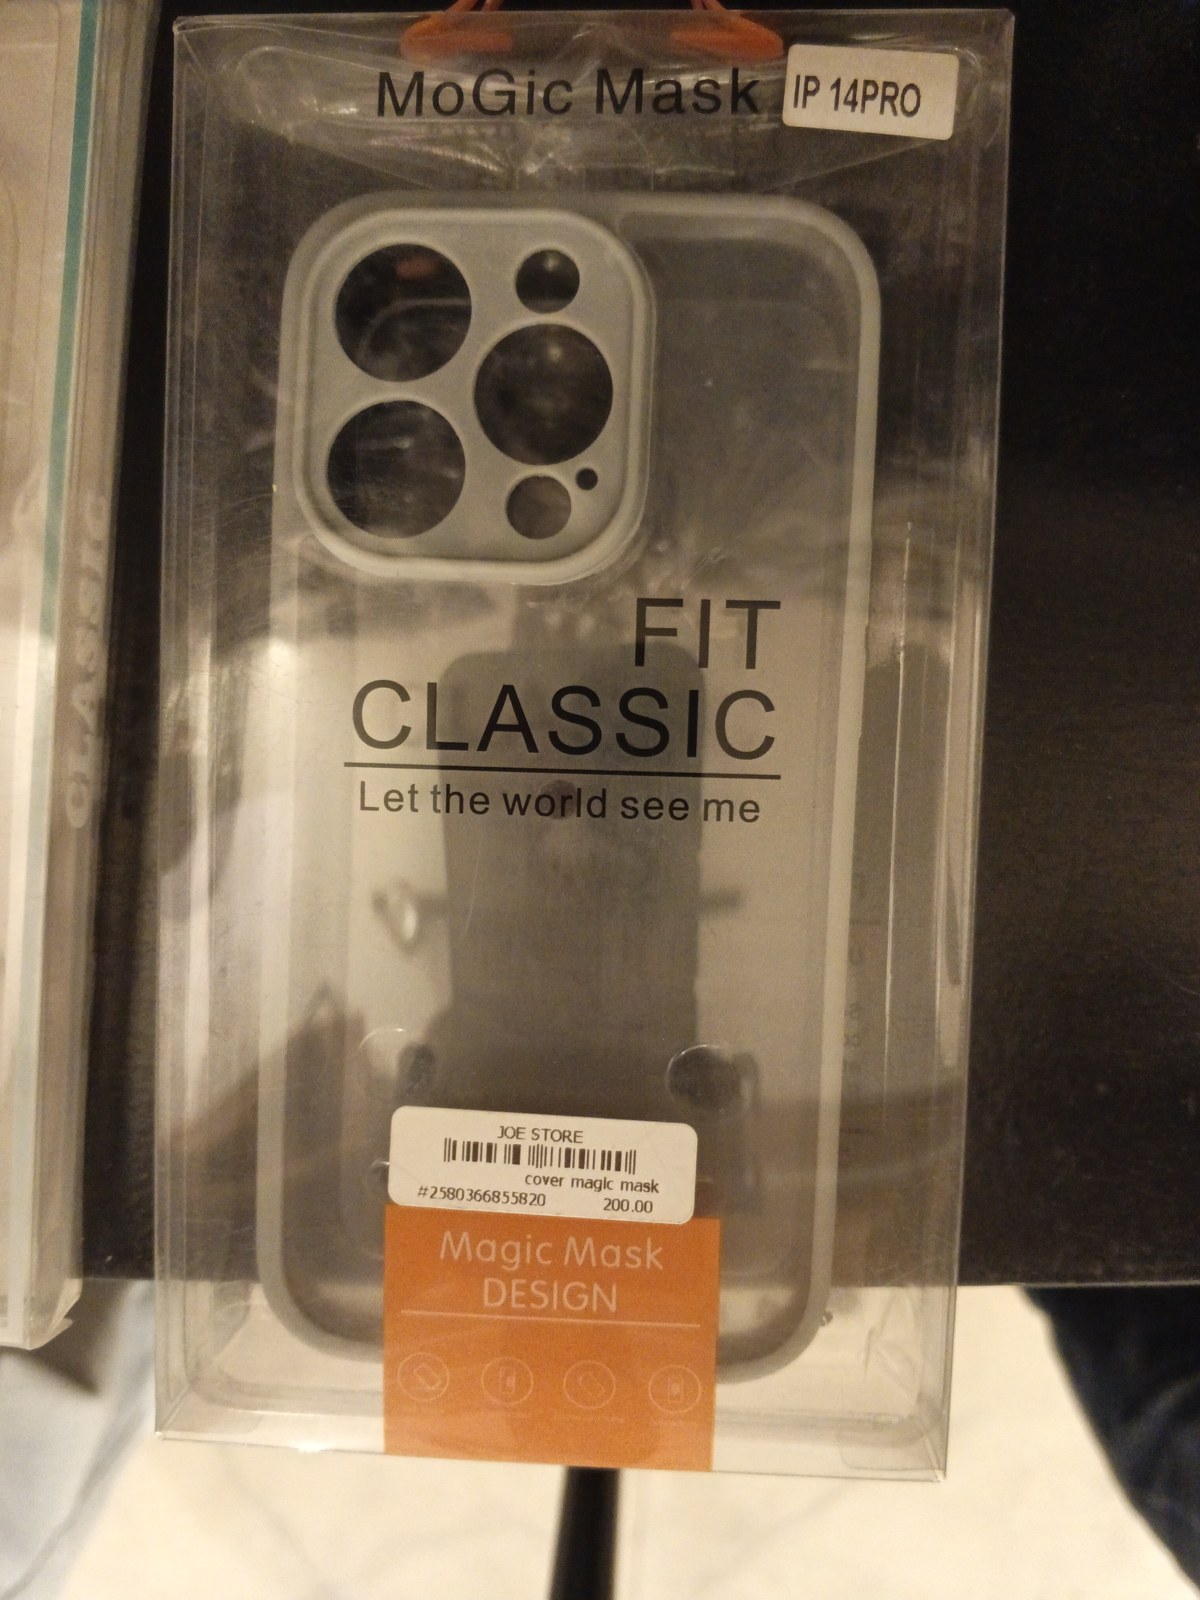 MoGic Mask
IP 14PRO
FIT
CLASSIC
Let the world see me
CLASSIC
JOE STORE
cover magic mask
#2580366855820 200.00
Magic Mask
DESIGN